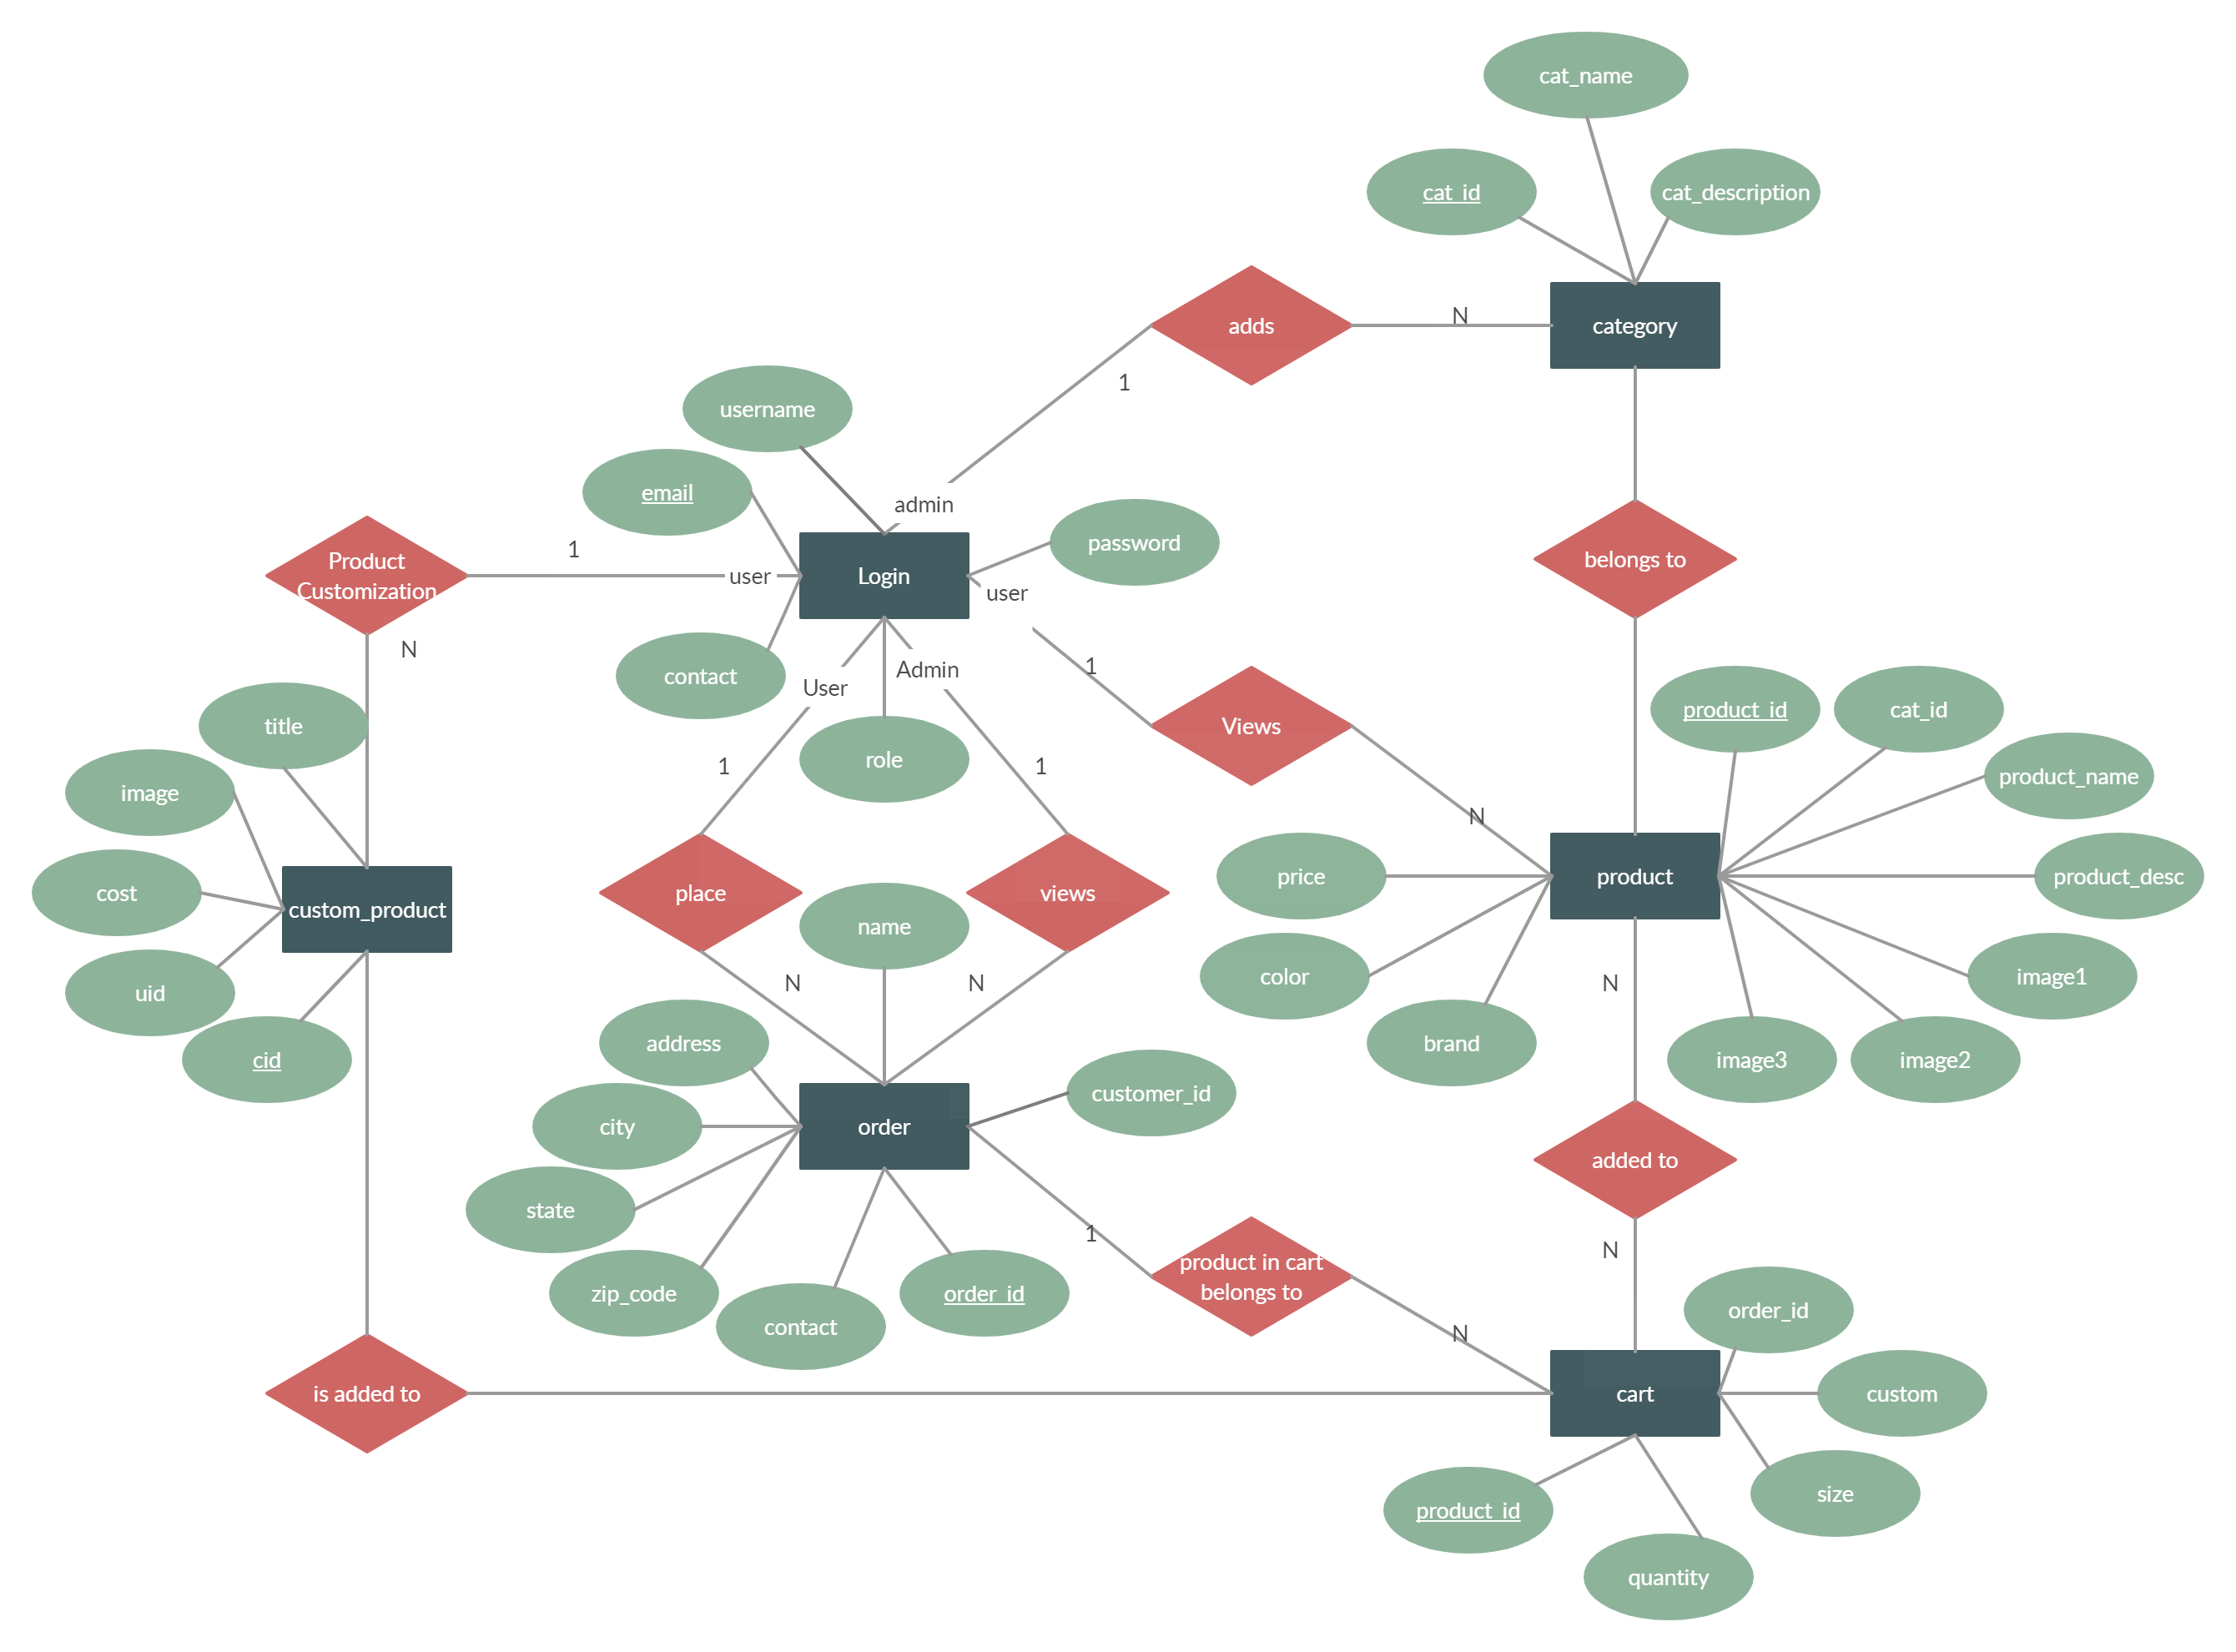 cat_name
cat_id
cat_description
adds
N
category
1
username
email
admin
password
Product
Customization
1
user
Login
user
belongs to
N
contact
User
Admin
1
title
1
role
1
Views
product_id
cat_id
image
product_name
N
cost
custom_product
place
name
views
price
product
product_desc
uid
N
N
color
N
image1
cid
address
brand
image3
image2
city
order
customer_id
added to
state
1
N
zip_code
contact
order_id
product in cart
belongs to
order_id
N
is added to
cart
custom
product_id
size
quantity